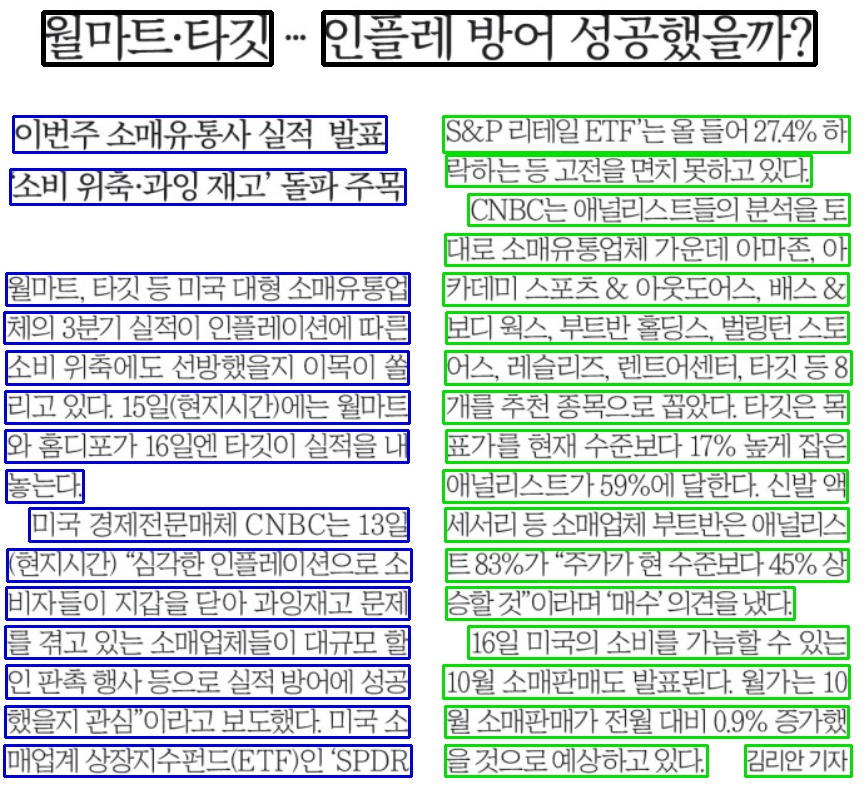 월마트·타깃 … 인플레 방어 성공했을까?
이번주 소매유통사 실적 발표
‘소비 위축·과잉 재고’ 돌파 주목
월마트, 타깃 등 미국 대형 소매유통업
체의 3분기 실적이 인플레이션에 따른
소비 위축에도 선방했을지 이목이 쏠
리고 있다. 15일(현지시간)에는 월마트
와 홈디포가 16일엔 타깃이 실적을 내
놓는다.
미국 경제전문매체 CNBC는 13일
(현지시간) “심각한 인플레이션으로 소
비자들이 지갑을 닫아 과잉재고 문제
를 겪고 있는 소매업체들이 대규모 할
인 판촉 행사 등으로 실적 방어에 성공
했을지 관심”이라고 보도했다. 미국 소
매업계 상장지수펀드(ETF)인 ‘SPDR
S&P 리테일 ETF’는 올 들어 27.4% 하
락하는 등 고전을 면치 못하고 있다.
CNBC는 애널리스트들의 분석을 토
대로 소매유통업체 가운데 아마존, 아
카데미 스포츠 & 아웃도어스, 배스 &
보디 웍스, 부트반 홀딩스, 벌링턴 스토
어스, 레슬리즈, 렌트어센터, 타깃 등 8
개를 추천 종목으로 꼽았다. 타깃은 목
표가를 현재 수준보다 17% 높게 잡은
애널리스트가 59%에 달한다. 신발 액
세서리 등 소매업체 부트반은 애널리스
트 83%가 “주가가 현 수준보다 45% 상
승할 것”이라며 ‘매수’ 의견을 냈다.
16일 미국의 소비를 가늠할 수 있는
10월 소매판매도 발표된다. 월가는 10
월 소매판매가 전월 대비 0.9% 증가했
을 것으로 예상하고 있다. 김리안 기자